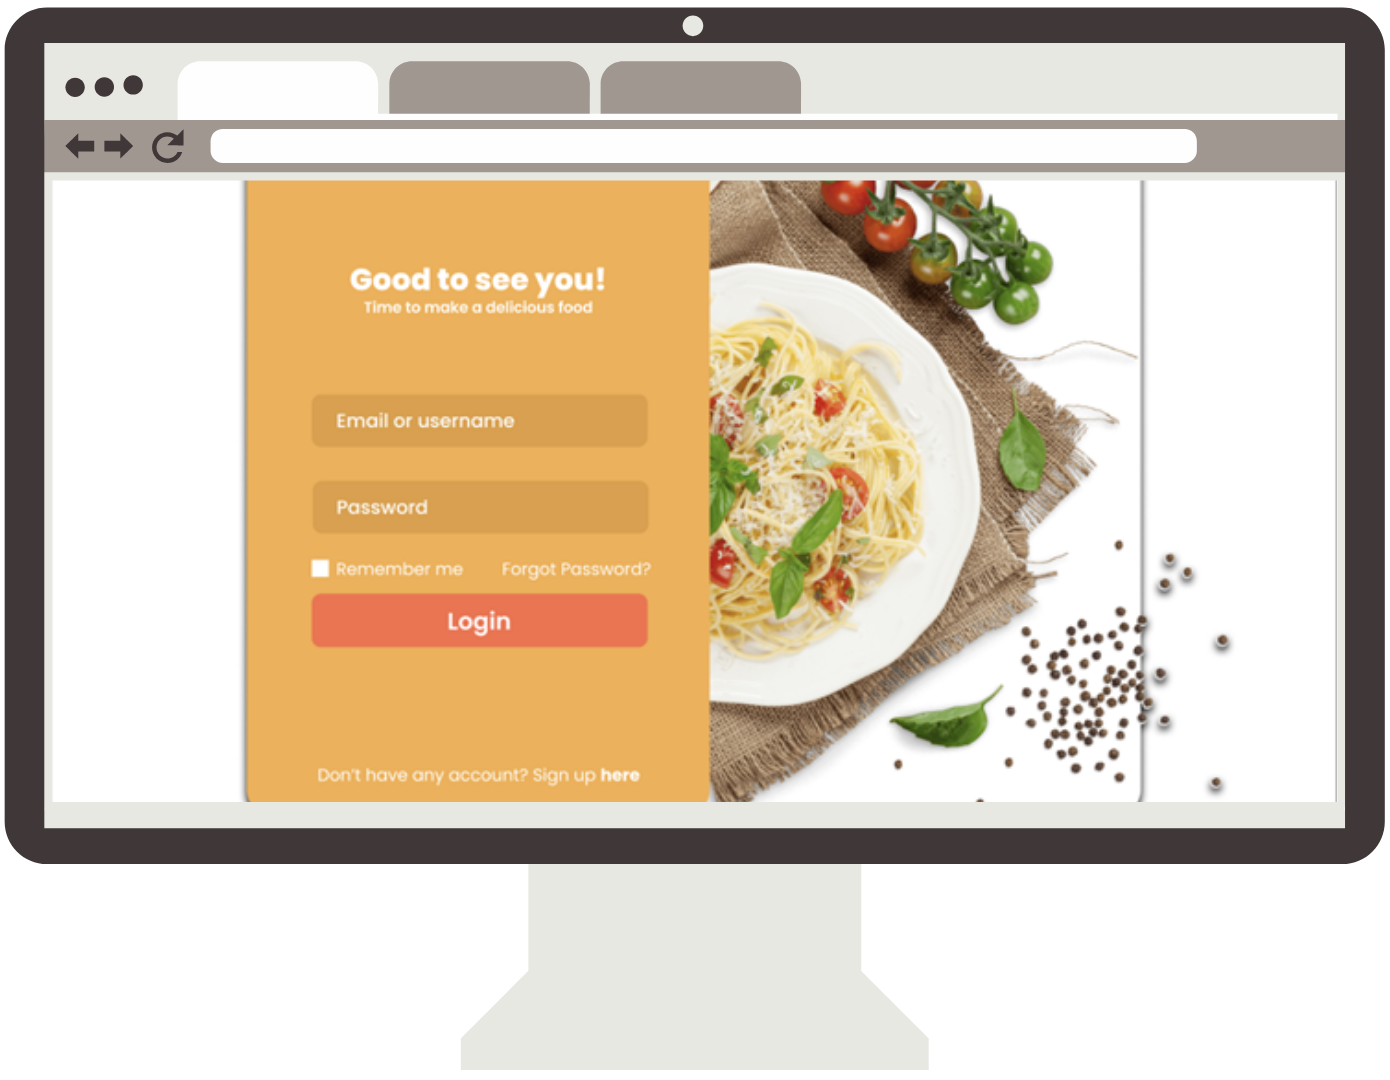 Good to see you!
Time to make a delicious food
Email or username
Password
Remember me Forgot Password?
Login
Don't have any account? Sign up here